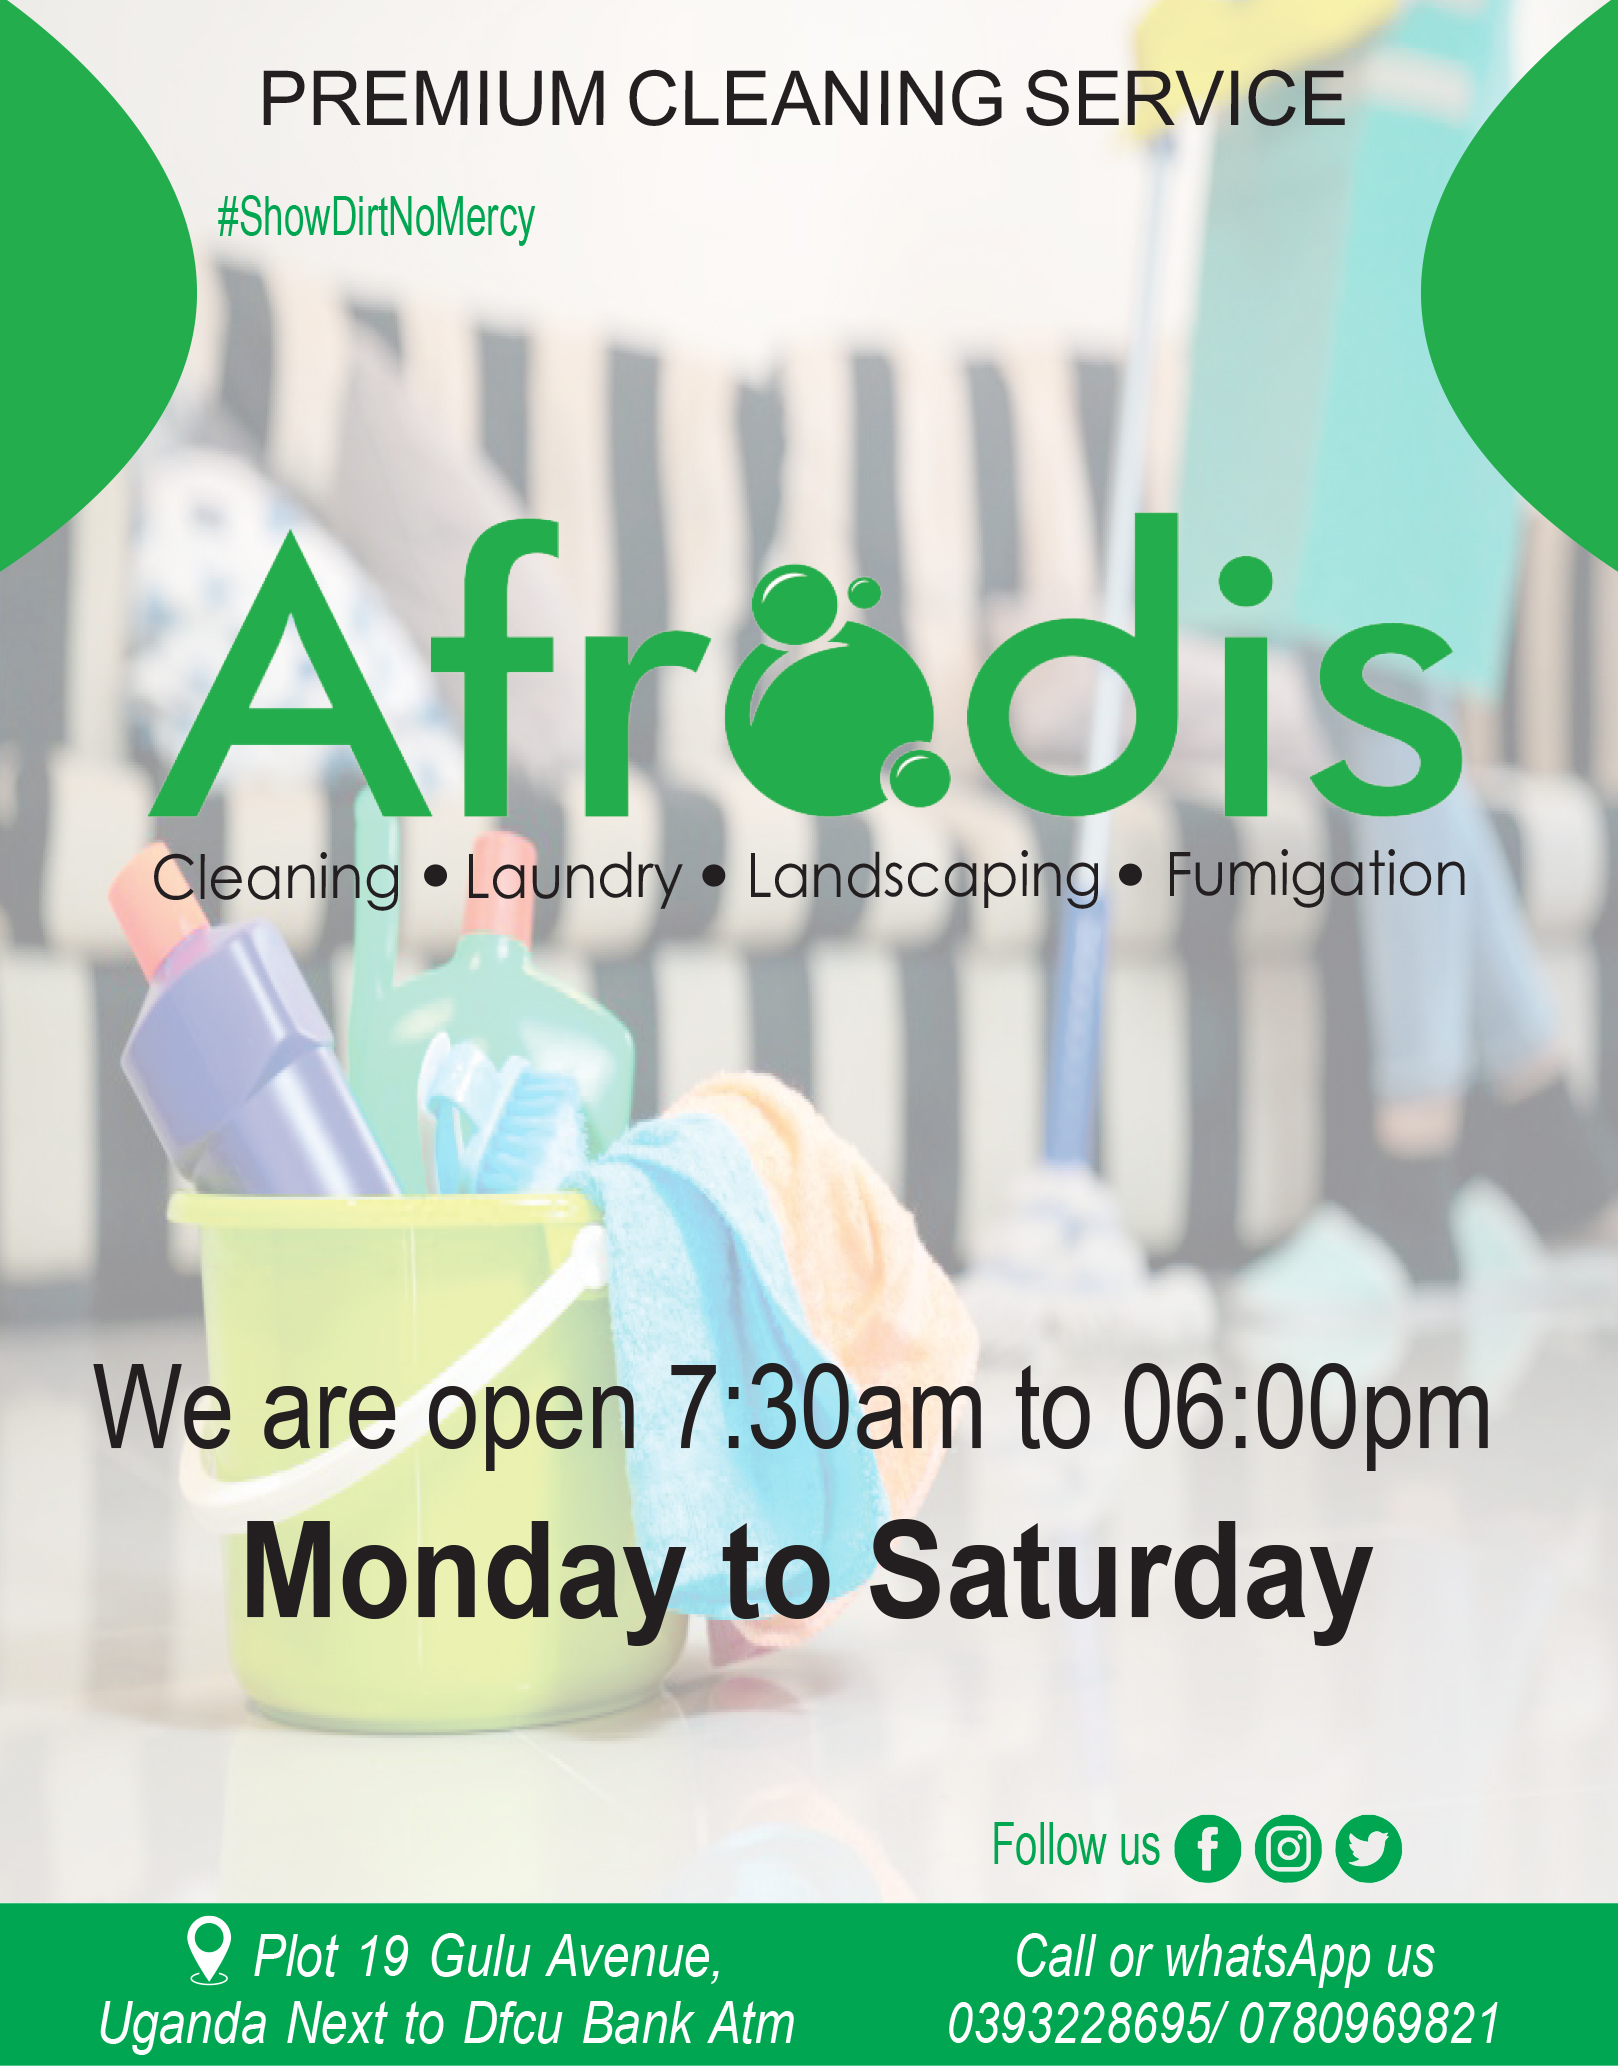 PREMIUM CLEANING SERVICE
#ShowDirtNoMercy
Afrodis
Cleaning • Laundry • Landscaping • Fumigation
We are open 7:30am to 06:00pm
Monday to Saturday
Follow us
Plot 19 Gulu Avenue,
Uganda Next to Dfcu Bank Atm
Call or whatsApp us
0393228695/ 0780969821